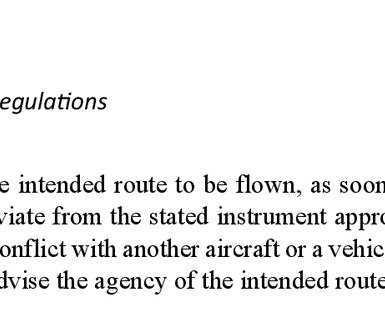 egulations
e intended route to be flown, as soon
viate from the stated instrument appro
onflict with another aircraft or a vehic
dvise the agency of the intended route